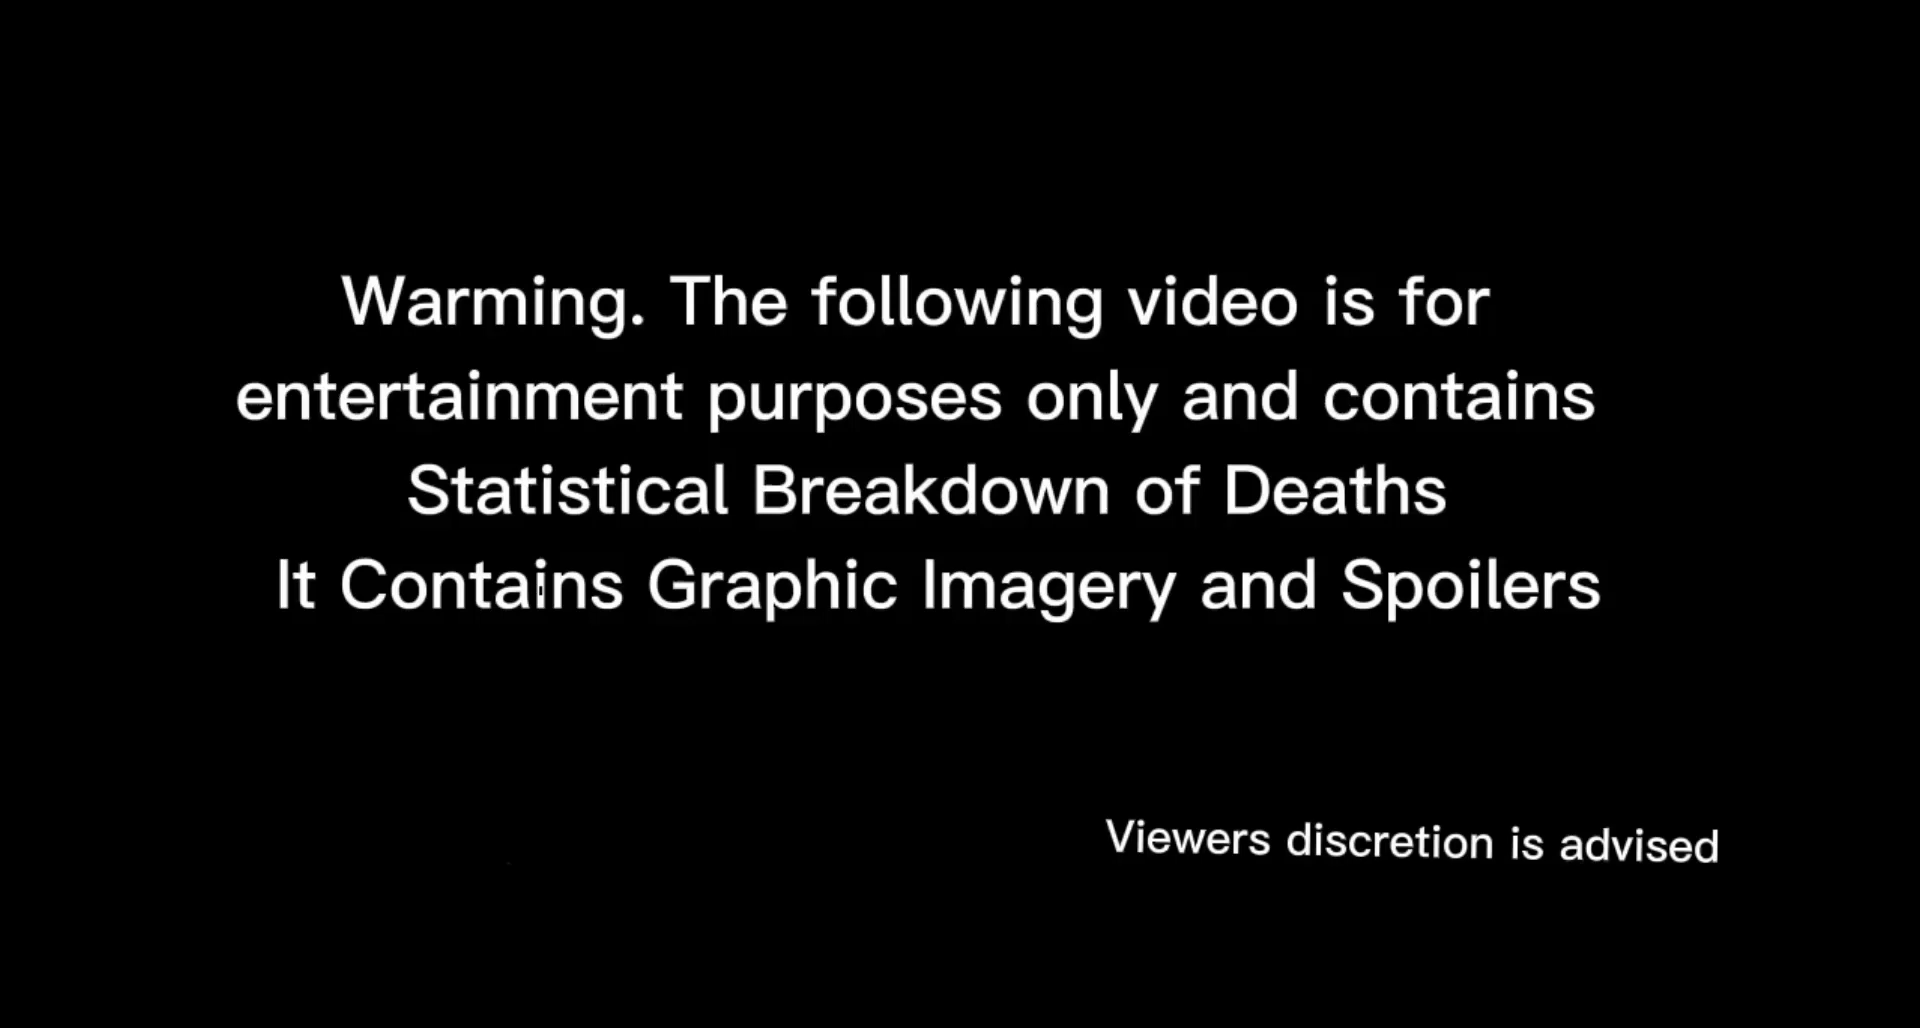 Warming. The following video is for
entertainment purposes only and contains
Statistical Breakdown of Deaths
It Contains Graphic Imagery and Spoilers
Viewers discretion is advised